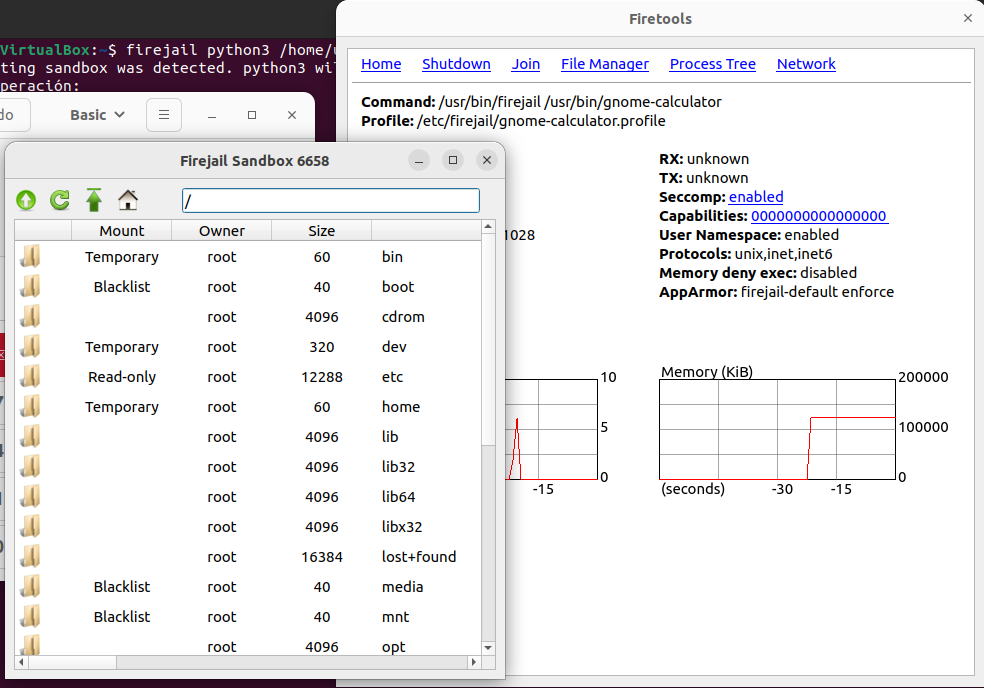 Firetools
VirtualBox:~$ firejail python3 /home/
ting sandbox was detected. python3 wil
peración:
do
Basic
Home Shutdown Join File Manager Process Tree Network
Command: /usr/bin/firejail /usr/bin/gnome-calculator
Profile: /etc/firejail/gnome-calculator.profile
Firejail Sandbox 6658
/
Mount Owner Size
Temporary root 60 bin
Blacklist root 40 boot
root 4096 cdrom
Temporary root 320 dev
Read-only root 12288 etc
Temporary root 60 home
root 4096 lib
root 4096 lib32
root 4096 lib64
root 4096 libx32
root 16384 lost+found
Blacklist root 40 media
Blacklist root 40 mnt
root 4096 opt
1028
RX: unknown
TX: unknown
Seccomp: enabled
Capabilities: 0000000000000000
User Namespace: enabled
Protocols: unix,inet,inet6
Memory deny exec: disabled
AppArmor: firejail-default enforce
10
5
0
-15
Memory (KiB)
200000
100000
0
(seconds) -30 -15